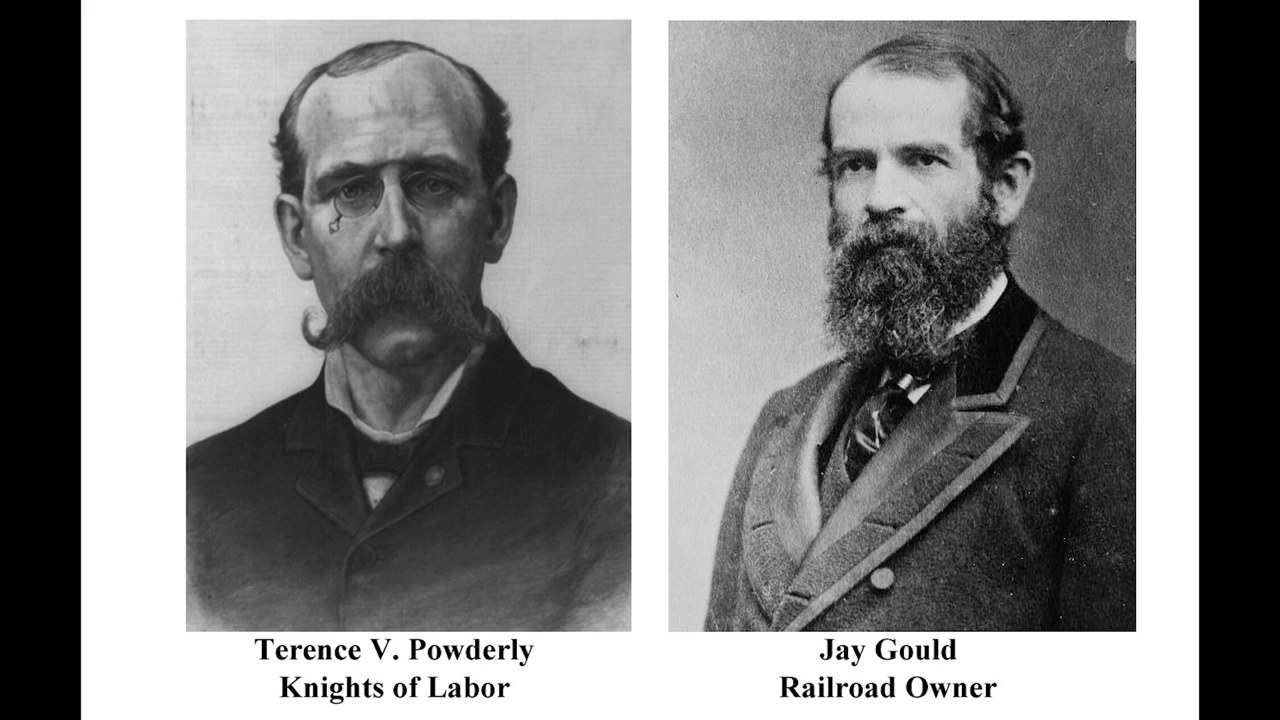 Terence V. Powderly
Knights of Labor
Jay Gould
Railroad Owner